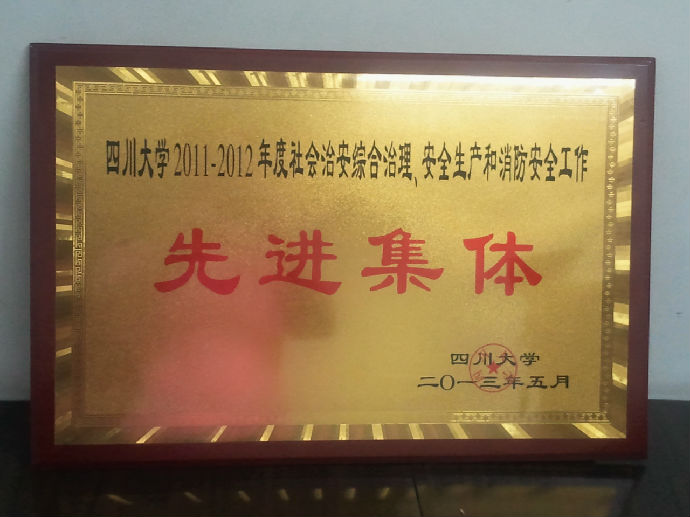 四川大学2011-2012年度社会治安综合治理、安全生产和消防安全工作
先进集体
四川大学
二〇一三年五月